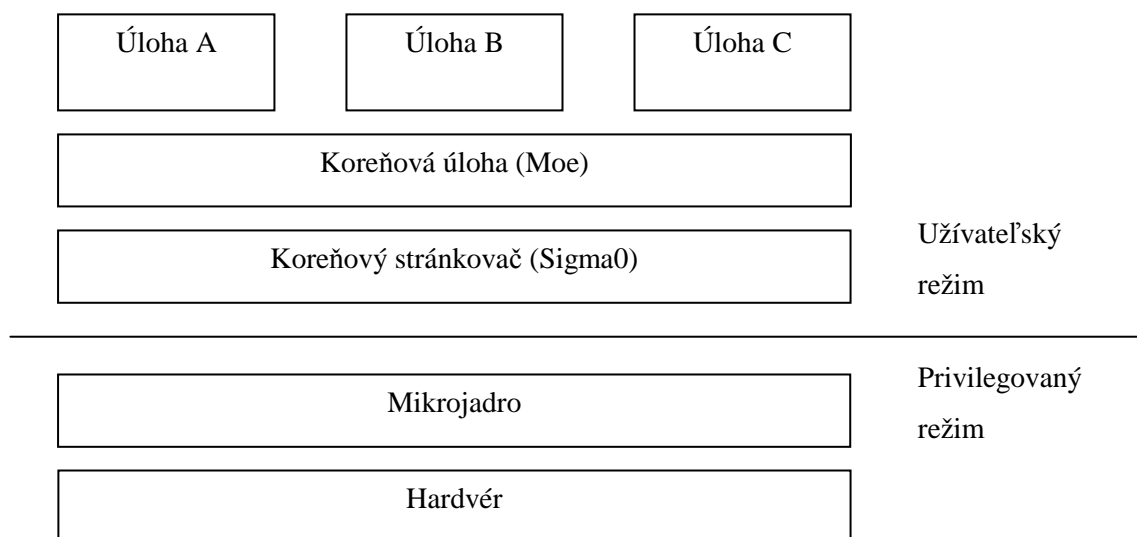 Úloha A
Úloha B
Úloha C
Koreňová úloha (Moe)
Koreňový stránkovač (Sigma0)
Užívateľský
režim
Privilegovaný
režim
Mikrojadro
Hardvér